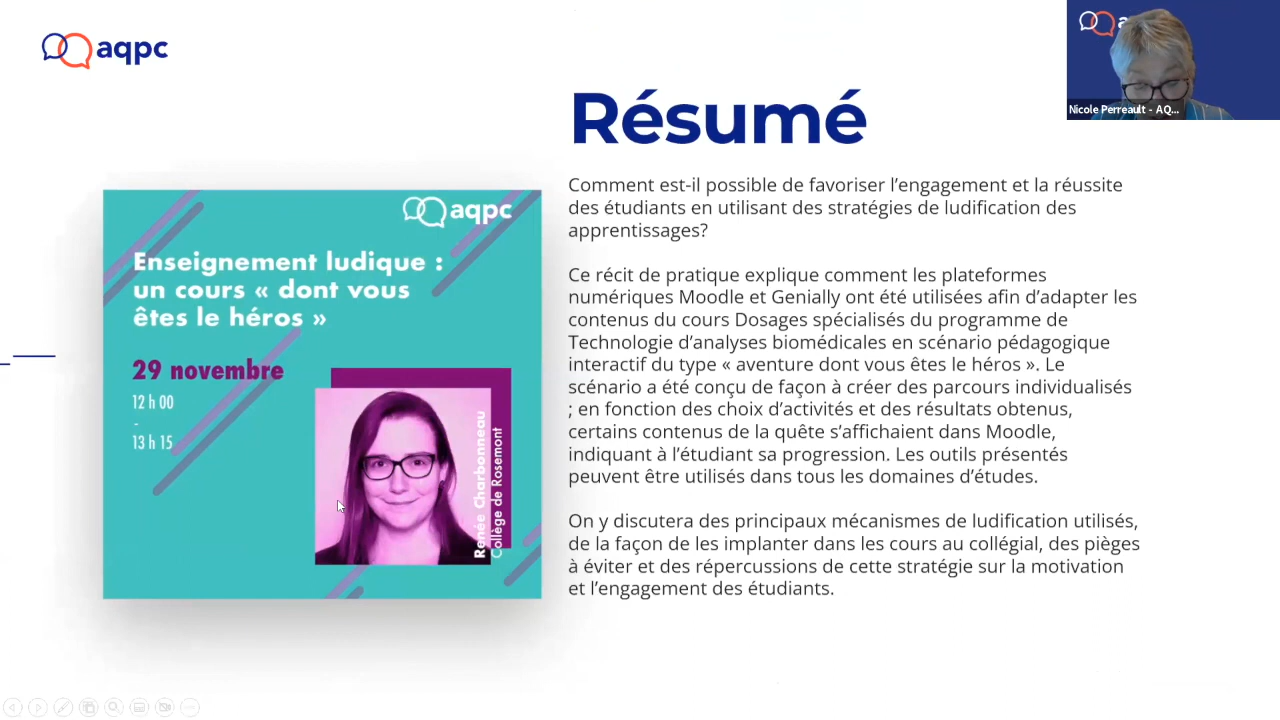 aqpc
Résumé
Nicole Perreault - AQ...
aqpc
Enseignement ludique :
un cours « dont vous
êtes le héros »
29 novembre
12 h 00
-
13 h 15
Renée Charbonneau
Collège de Rosemont
Comment est-il possible de favoriser l’engagement et la réussite
des étudiants en utilisant des stratégies de ludification des
apprentissages?
Ce récit de pratique explique comment les plateformes
numériques Moodle et Genially ont été utilisées afin d’adapter les
contenus du cours Dosages spécialisés du programme de
Technologie d’analyses biomédicales en scénario pédagogique
interactif du type « aventure dont vous êtes le héros ». Le
scénario a été conçu de façon à créer des parcours individualisés
; en fonction des choix d’activités et des résultats obtenus,
certains contenus de la quête s’affichaient dans Moodle,
indiquant à l’étudiant sa progression. Les outils présentés
peuvent être utilisés dans tous les domaines d’études.
On y discutera des principaux mécanismes de ludification utilisés,
de la façon de les implanter dans les cours au collégial, des pièges
à éviter et des répercussions de cette stratégie sur la motivation
et l’engagement des étudiants.